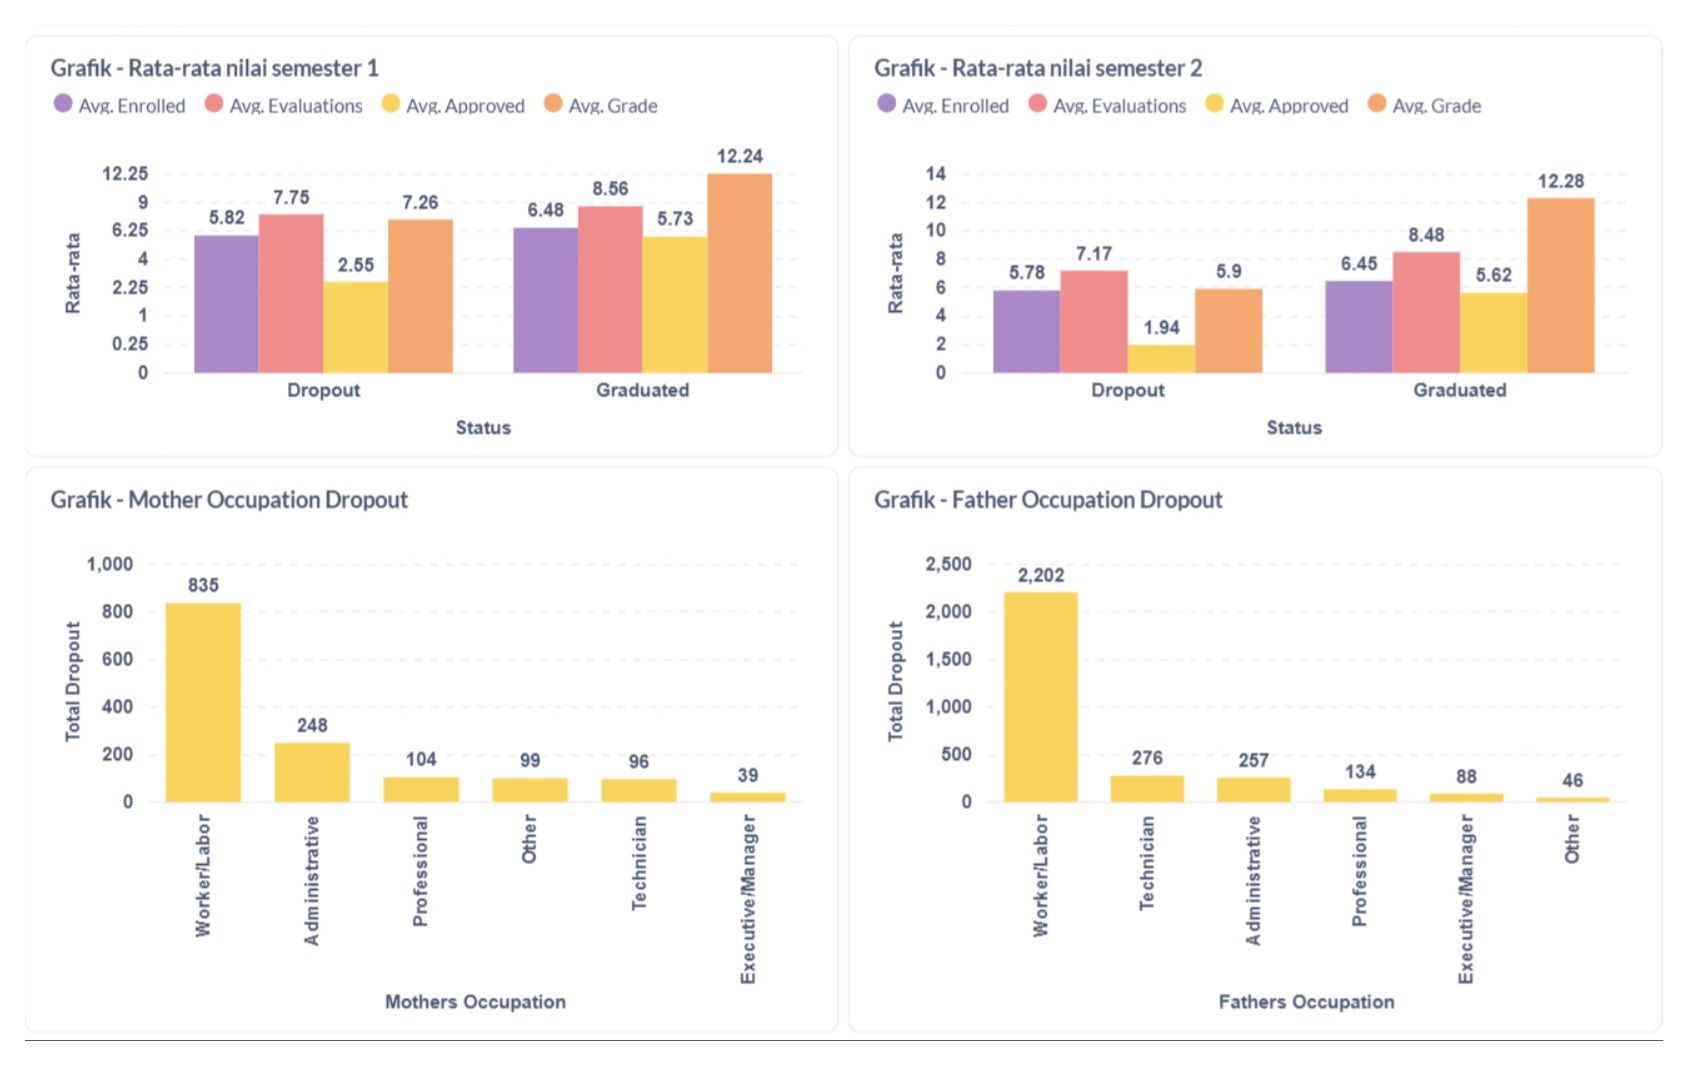 Grafik - Rata-rata nilai semester 1
Avg. Enrolled Avg. Evaluations Avg. Approved Avg. Grade
Rata-rata
12.25
9
6.25
4
2.25
1
0.25
0
5.82
7.75
2.55
7.26
6.48
8.56
5.73
12.24
Dropout
Graduated
Status
Grafik - Rata-rata nilai semester 2
Avg. Enrolled Avg. Evaluations Avg. Approved Avg. Grade
Rata-rata
14
12
10
8
6
4
2
0
5.78
7.17
1.94
5.9
6.45
8.48
5.62
12.28
Dropout
Graduated
Status
Grafik - Mother Occupation Dropout
Total Dropout
1,000
800
600
400
200
0
835
248
104
99
96
39
Worker/Labor
Administrative
Professional
Other
Technician
Executive/Manager
Mothers Occupation
Grafik - Father Occupation Dropout
Total Dropout
2,500
2,000
1,500
1,000
500
0
2,202
276
257
134
88
46
Worker/Labor
Technician
Administrative
Professional
Executive/Manager
Other
Fathers Occupation